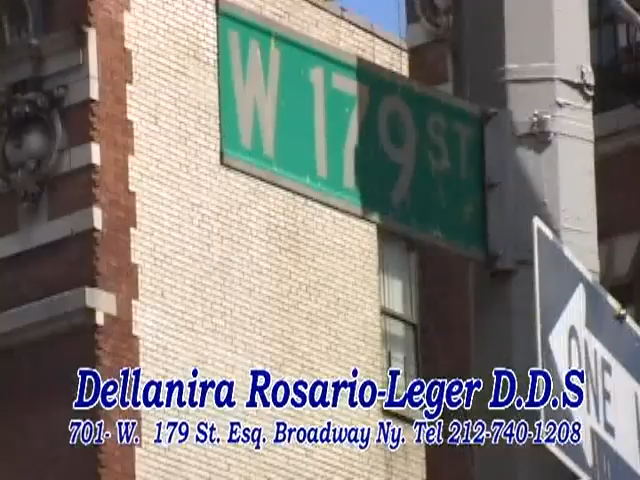 W 179 ST
ONE
Dellanira Rosario-Leger D.D.S
701- W. 179 St. Esq. Broadway Ny. Tel 212-740-1208